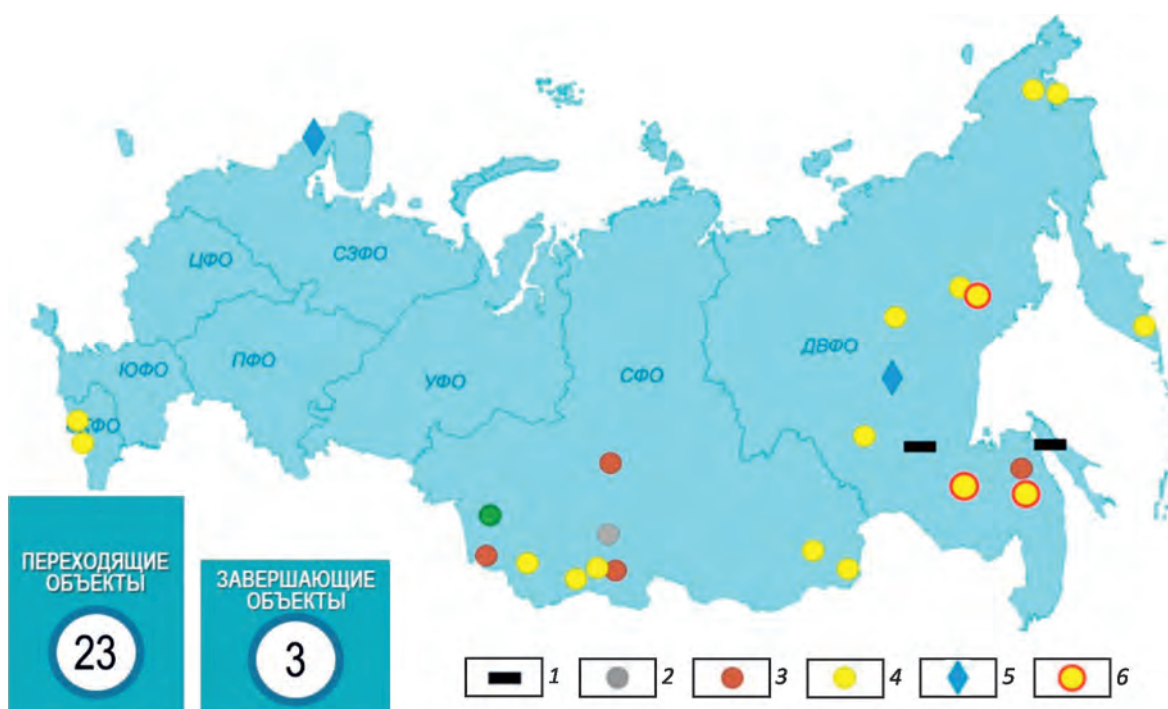 ЦФО
СЗФО
ЮФО
ПФО
УФО
СФО
ДВФО
ПЕРЕХОДЯЩИЕ
ОБЪЕКТЫ
23
ЗАВЕРШАЮЩИЕ
ОБЪЕКТЫ
3
1
2
3
4
5
6